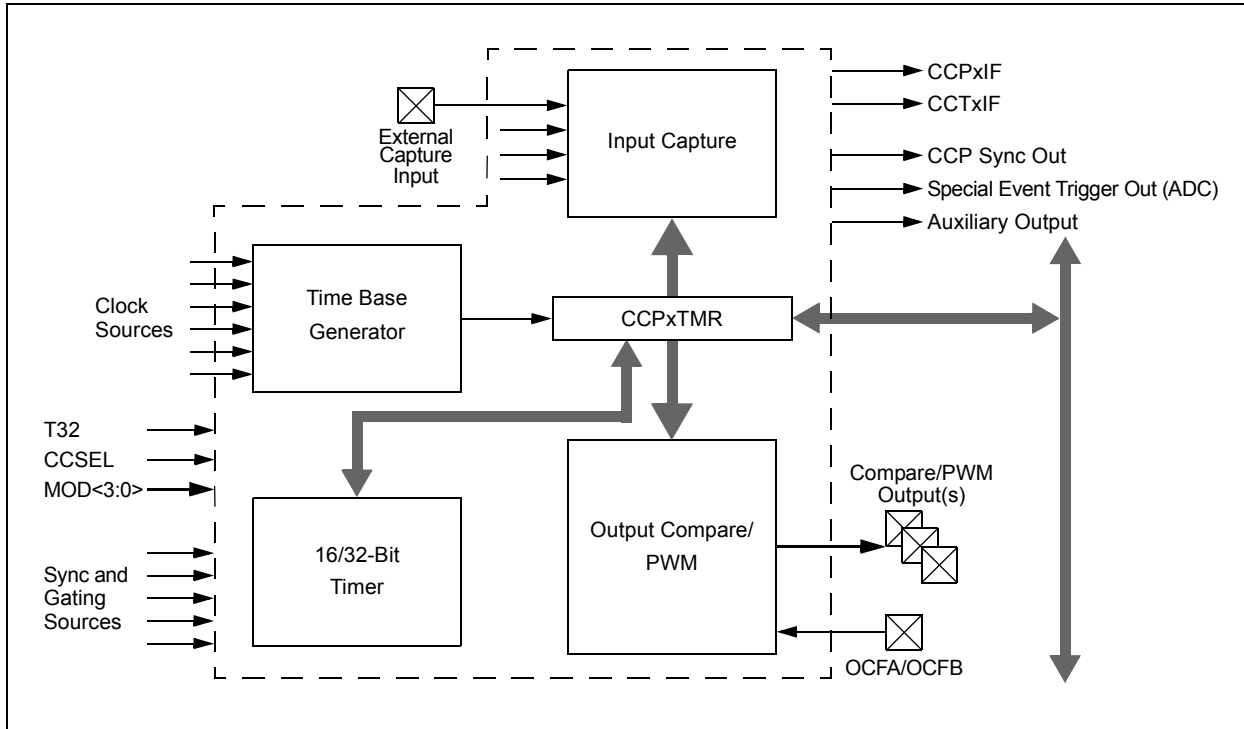 CCPxIF
CCTxIF
CCP Sync Out
Special Event Trigger Out (ADC)
Auxiliary Output
External
Capture
Input
Input Capture
Clock
Sources
Time Base
Generator
CCPxTMR
T32
CCSEL
MOD<3:0>
Sync and
Gating
Sources
16/32-Bit
Timer
Output Compare/
PWM
Compare/PWM
Output(s)
OCFA/OCFB